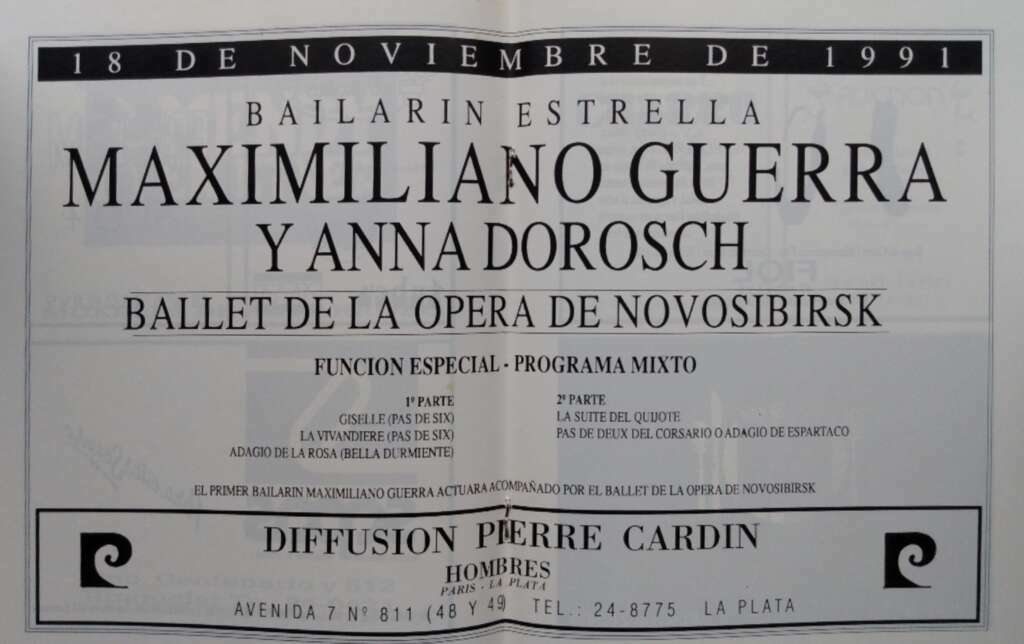 18 DE NOVIEMBRE DE 1991
BAILARIN ESTRELLA
MAXIMILIANO GUERRA
Y ANNA DOROSCH
BALLET DE LA OPERA DE NOVOSIBIRSK
FUNCION ESPECIAL - PROGRAMA MIXTO
1ª PARTE
GISELLE (PAS DE SIX)
LA VIVANDIERE (PAS DE SIX)
ADAGIO DE LA ROSA (BELLA DURMIENTE)
2ª PARTE
LA SUITE DEL QUIJOTE
PAS DE DEUX DEL CORSARIO O ADAGIO DE ESPARTACO
EL PRIMER BAILARIN MAXIMILIANO GUERRA ACTUARA ACOMPAÑADO POR EL BALLET DE LA OPERA DE NOVOSIBIRSK
DIFFUSION PIERRE CARDIN
HOMBRES
PARIS - LA PLATA
AVENIDA 7 Nº 811 (48 Y 49) TEL.: 24-8775 LA PLATA